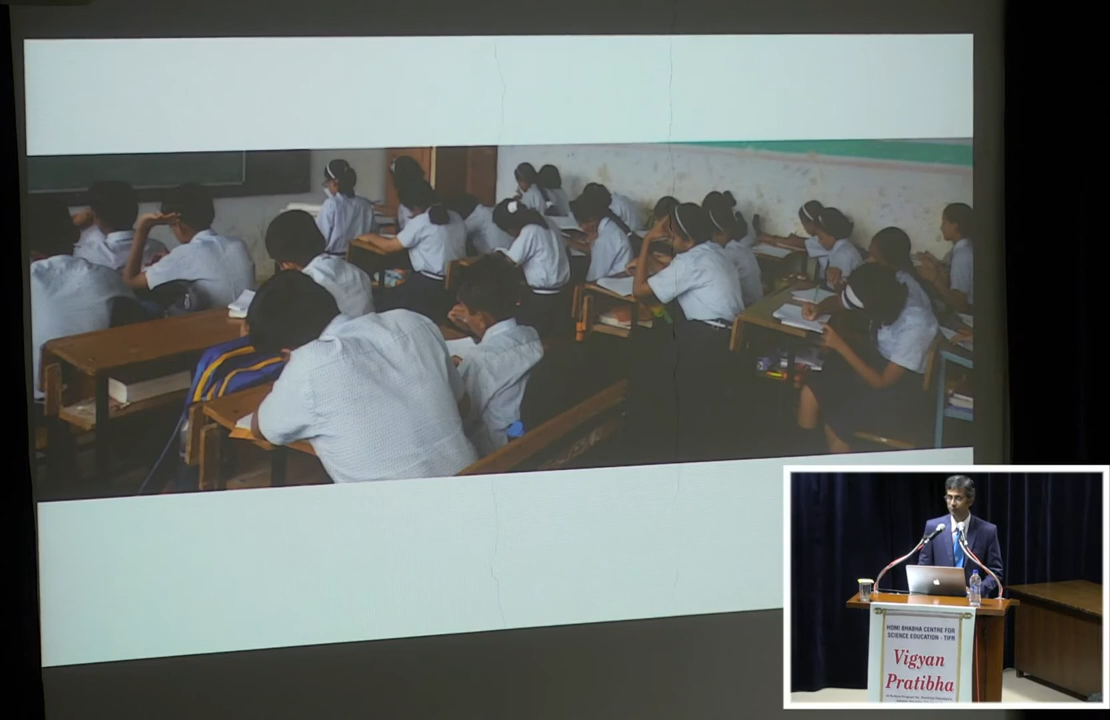 HOMI BHABHA CENTRE FOR
SCIENCE EDUCATION - TIFR
Vigyan
Pratibha